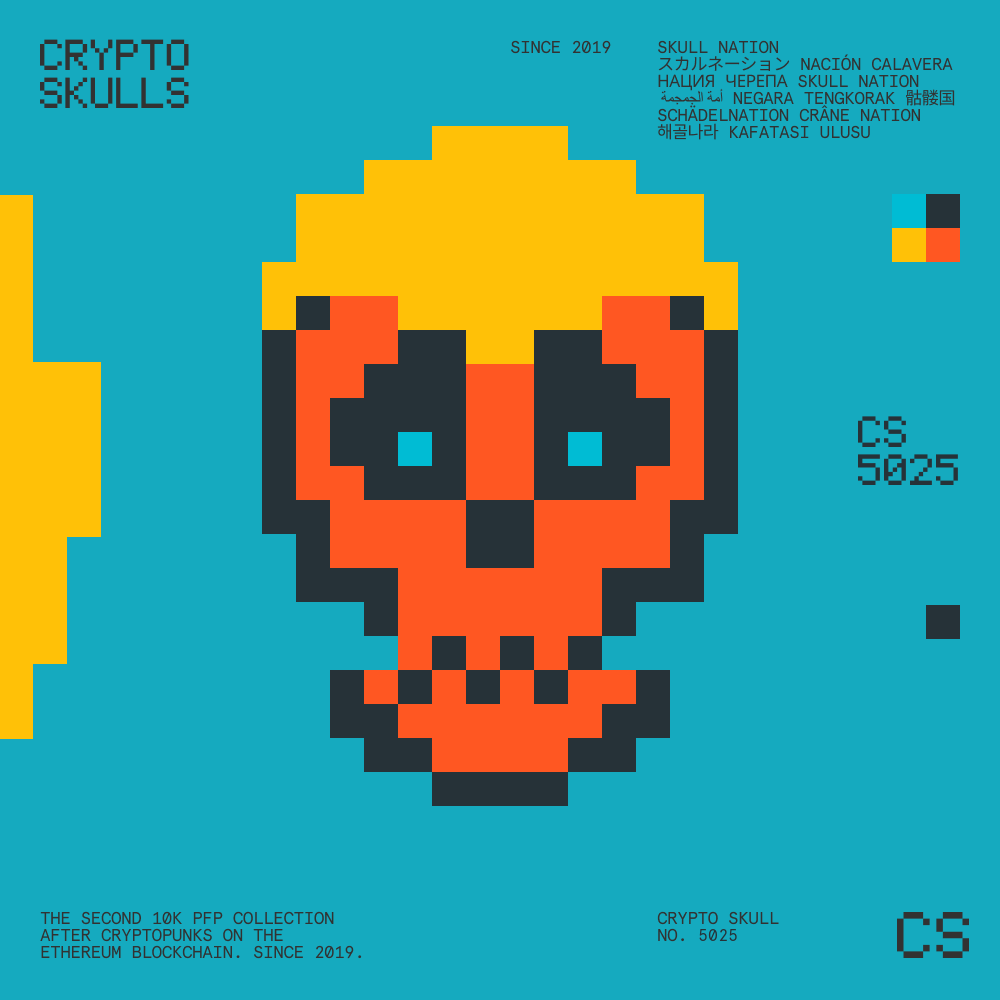 CRYPTO
SKULLS
SINCE 2019
SKULL NATION
スカルネーション NACIÓN CALAVERA
НАЦИЯ ЧЕРЕПА SKULL NATION
أمة الجمجمة NEGARA TENGKORAK 骷髅国
SCHÄDELNATION CRÂNE NATION
해골나라 KAFATASI ULUSU
CS
5025
THE SECOND 10K PFP COLLECTION
AFTER CRYPTOPUNKS ON THE
ETHEREUM BLOCKCHAIN. SINCE 2019.
CRYPTO SKULL
NO. 5025
CS